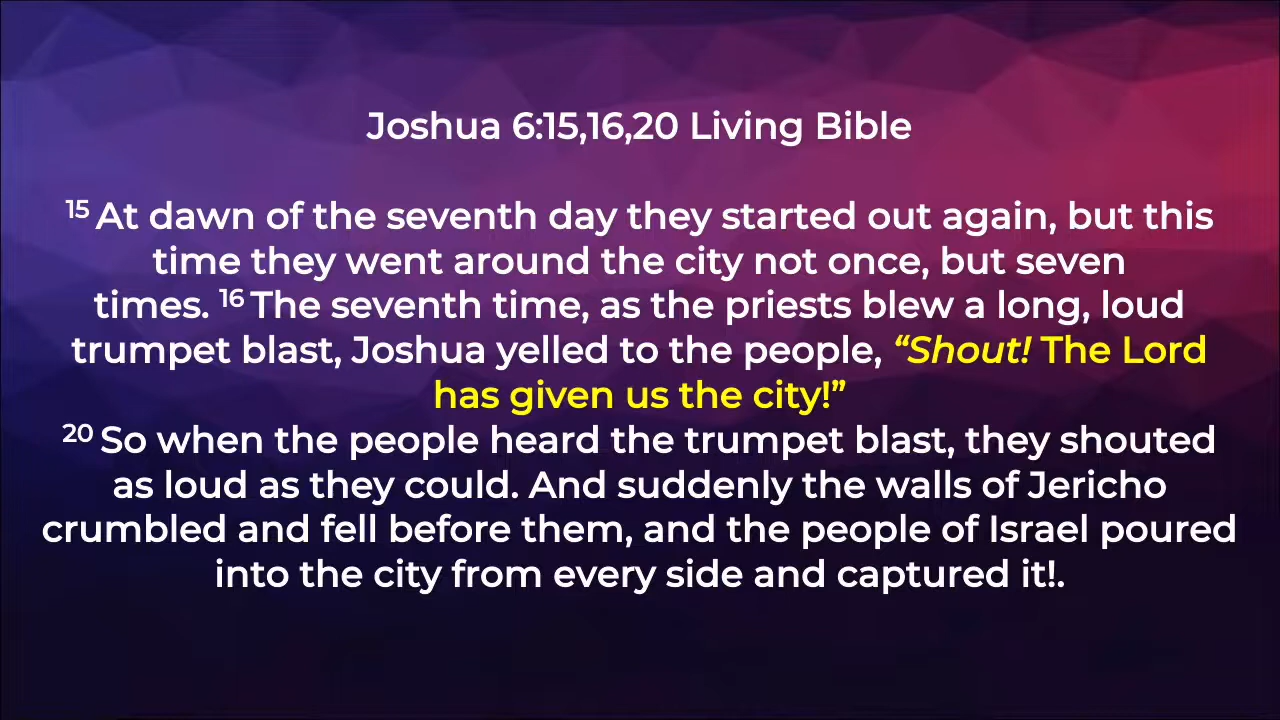 Joshua 6:15,16,20 Living Bible
15 At dawn of the seventh day they started out again, but this
time they went around the city not once, but seven
times. 16 The seventh time, as the priests blew a long, loud
trumpet blast, Joshua yelled to the people, “Shout! The Lord
has given us the city!”
20 So when the people heard the trumpet blast, they shouted
as loud as they could. And suddenly the walls of Jericho
crumbled and fell before them, and the people of Israel poured
into the city from every side and captured it!.